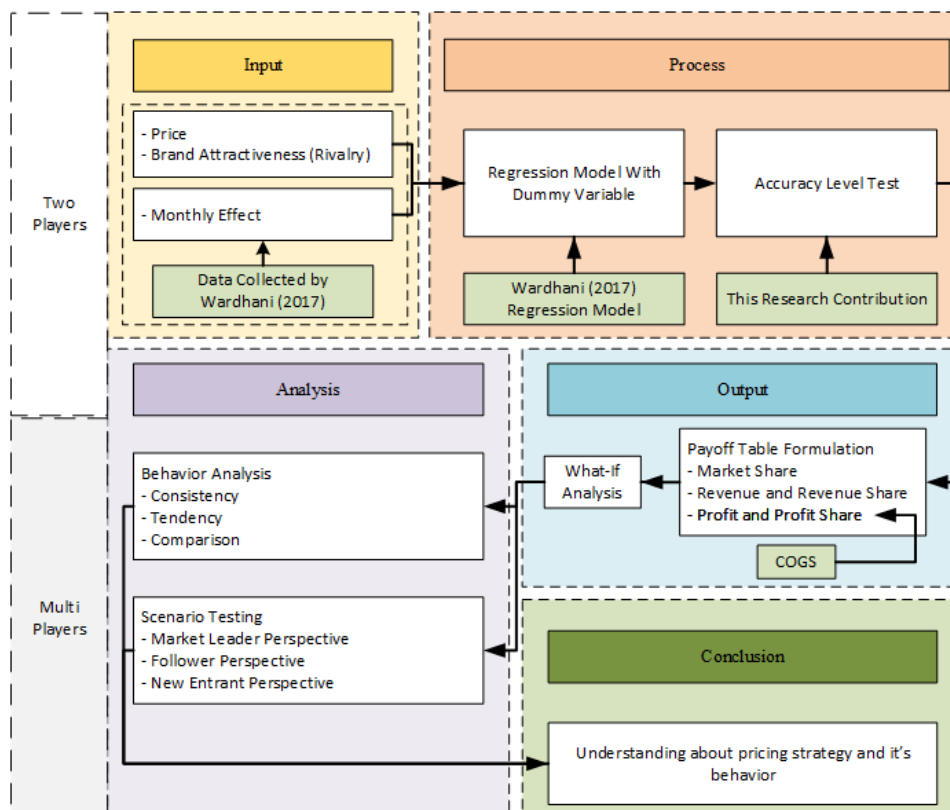 Two
Players
Input
- Price
- Brand Attractiveness (Rivalry)
- Monthly Effect
Data Collected by
Wardhani (2017)
Process
Regression Model With
Dummy Variable
Accuracy Level Test
Wardhani (2017)
Regression Model
This Research Contribution
Multi
Players
Analysis
Behavior Analysis
- Consistency
- Tendency
- Comparison
Scenario Testing
- Market Leader Perspective
- Follower Perspective
- New Entrant Perspective
Output
What-If
Analysis
Payoff Table Formulation
- Market Share
- Revenue and Revenue Share
- Profit and Profit Share
COGS
Conclusion
Understanding about pricing strategy and it's
behavior